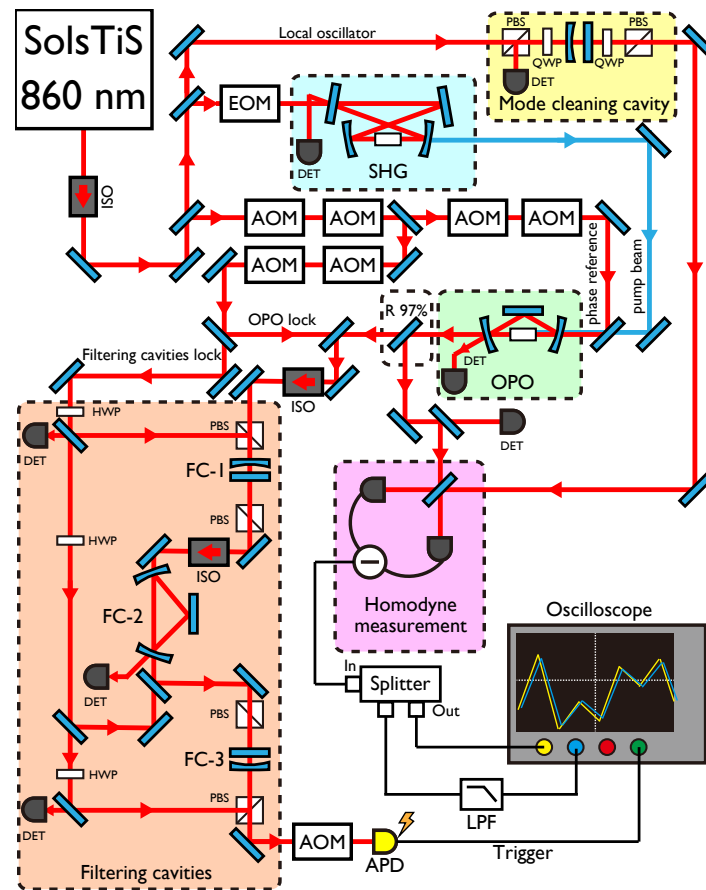 SolsTiS
860 nm
ISO
Local oscillator
PBS
QWP
QWP
PBS
DET
Mode cleaning cavity
EOM
DET
SHG
AOM
AOM
AOM
AOM
AOM
AOM
phase reference
pump beam
R 97%
OPO lock
DET
OPO
Filtering cavities lock
ISO
HWP
DET
PBS
FC-1
DET
HWP
PBS
ISO
FC-2
DET
Homodyne
measurement
Oscilloscope
In
Splitter
Out
PBS
FC-3
HWP
DET
PBS
LPF
AOM
APD
Trigger
Filtering cavities